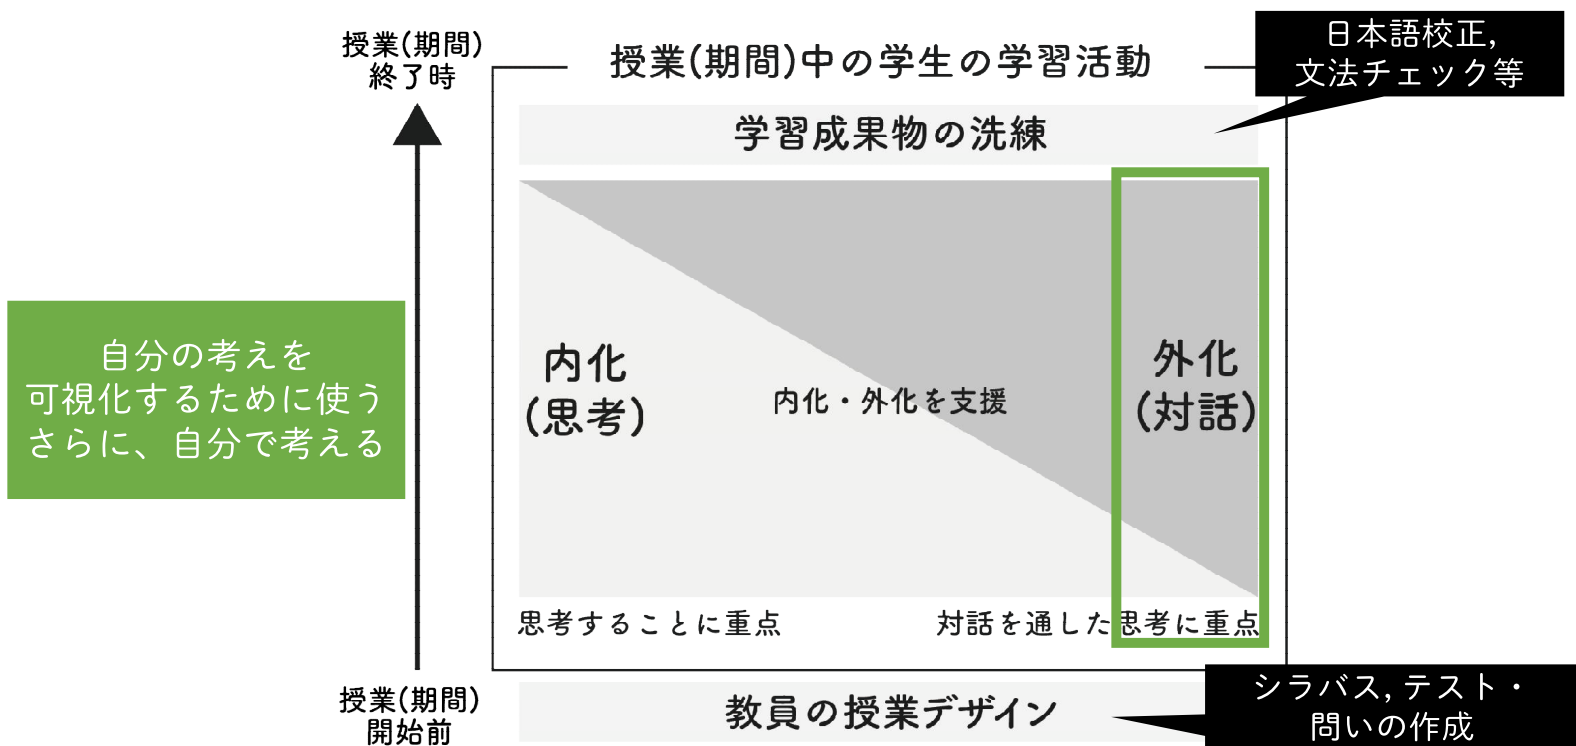 授業(期間)
終了時
授業(期間)中の学生の学習活動
日本語校正,
文法チェック等
学習成果物の洗練
自分の考えを
可視化するために使う
さらに、自分で考える
内化
(思考)
内化・外化を支援
外化
(対話)
思考することに重点
対話を通した思考に重点
授業(期間)
開始前
教員の授業デザイン
シラバス, テスト・
問いの作成